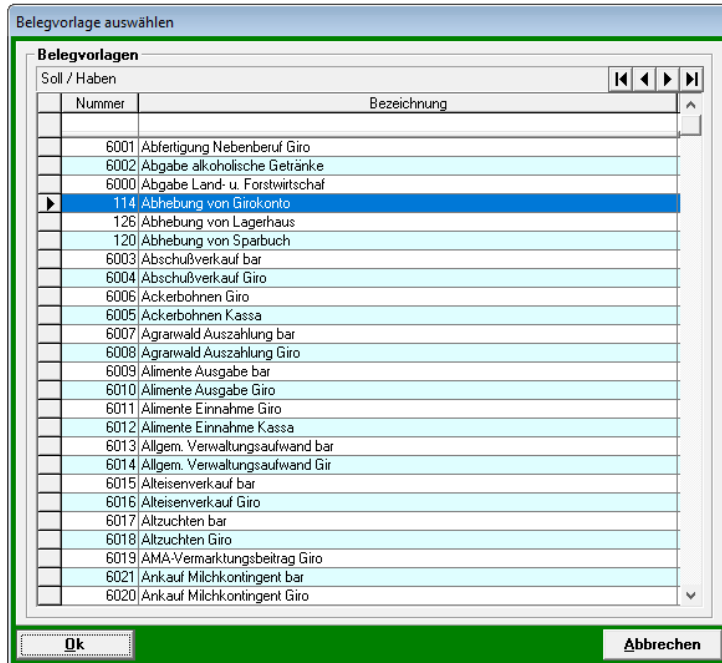 Belegvorlage auswählen
Belegvorlagen
Soll / Haben
Nummer Bezeichnung
6001 Abfertigung Nebenberuf Giro
6002 Abgabe alkoholische Getränke
6000 Abgabe Land- u. Forstwirtschaf
114 Abhebung von Girokonto
126 Abhebung von Lagerhaus
120 Abhebung von Sparbuch
6003 Abschußverkauf bar
6004 Abschußverkauf Giro
6006 Ackerbohnen Giro
6005 Ackerbohnen Kassa
6007 Agrarwald Auszahlung bar
6008 Agrarwald Auszahlung Giro
6009 Alimente Ausgabe bar
6010 Alimente Ausgabe Giro
6011 Alimente Einnahme Giro
6012 Alimente Einnahme Kassa
6013 Allgem. Verwaltungsaufwand bar
6014 Allgem. Verwaltungsaufwand Gir
6015 Alteisenverkauf bar
6016 Alteisenverkauf Giro
6017 Altzuchten bar
6018 Altzuchten Giro
6019 AMA-Vermarktungsbeitrag Giro
6021 Ankauf Milchkontingent bar
6020 Ankauf Milchkontingent Giro
Ok Abbrechen